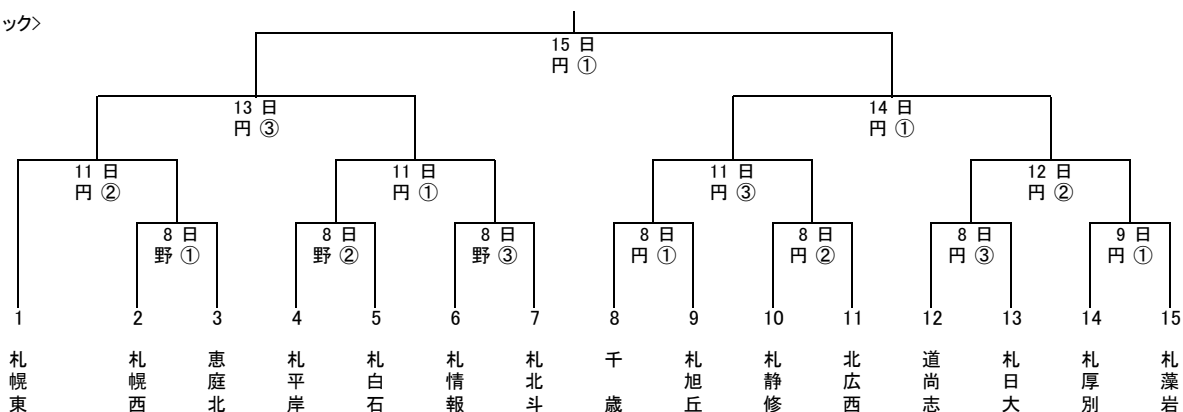 ック>
15 日
円 ①
13 日
円 ③
14 日
円 ①
11 日
円 ②
11 日
円 ①
11 日
円 ③
12 日
円 ②
8 日
野 ①
8 日
野 ②
8 日
野 ③
8 日
円 ①
8 日
円 ②
8 日
円 ③
9 日
円 ①
1 2 3 4 5 6 7 8 9 10 11 12 13 14 15
札幌東
札幌西
恵庭北
札平岸
札白石
札情報
札北斗
千歳
札旭丘
札静修
北広西
道尚志
札日大
札厚別
札藻岩